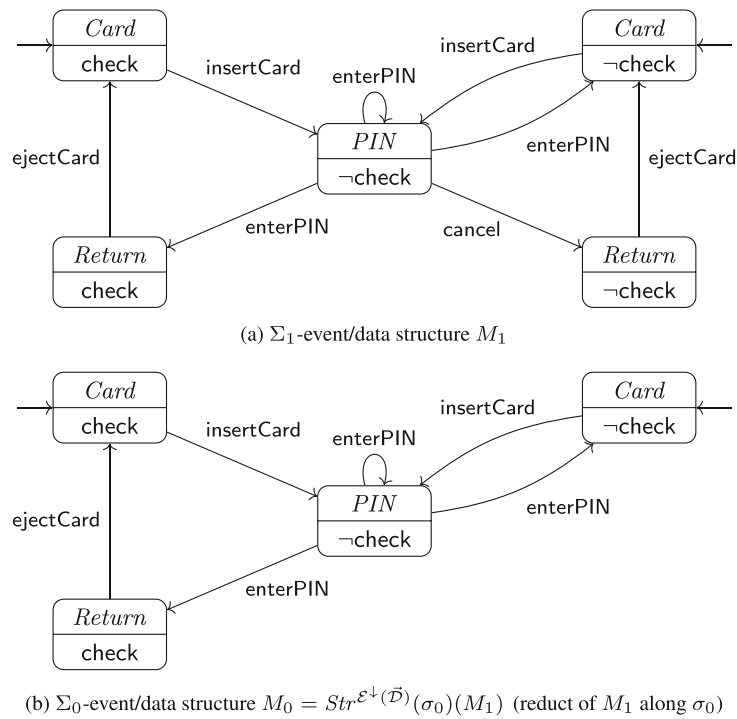 Card
check
insertCard
enterPIN
insertCard
Card
¬check
ejectCard
PIN
¬check
enterPIN
ejectCard
Return
check
enterPIN
cancel
Return
¬check
(a) Σ₁-event/data structure M₁
Card
check
insertCard
enterPIN
insertCard
Card
¬check
ejectCard
PIN
¬check
enterPIN
Return
check
enterPIN
(b) Σ₀-event/data structure M₀ = Str^{ℰ↓(𝒟⃗)}(σ₀)(M₁) (reduct of M₁ along σ₀)